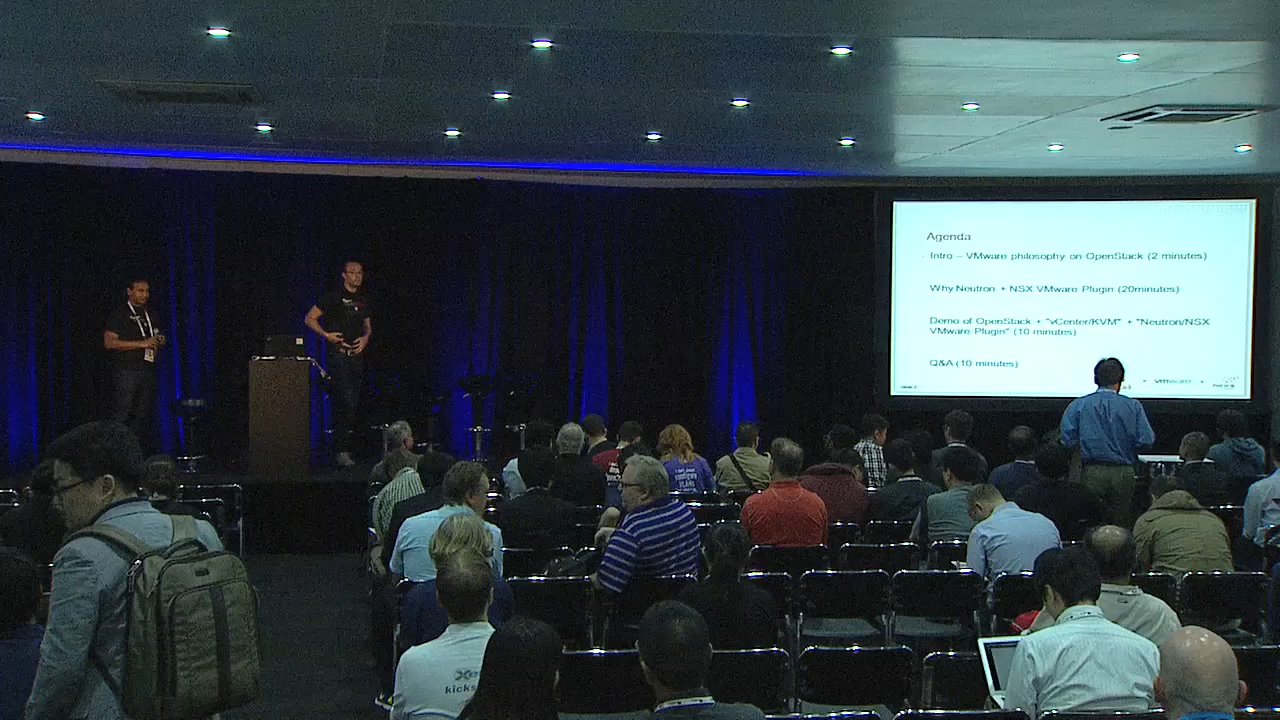 Agenda
Intro – VMware philosophy on OpenStack (2 minutes)
Why Neutron + NSX VMware Plugin (20minutes)
Demo of OpenStack + "vCenter/KVM" + "Neutron/NSX
VMware Plugin" (10 minutes)
Q&A (10 minutes)
vmware